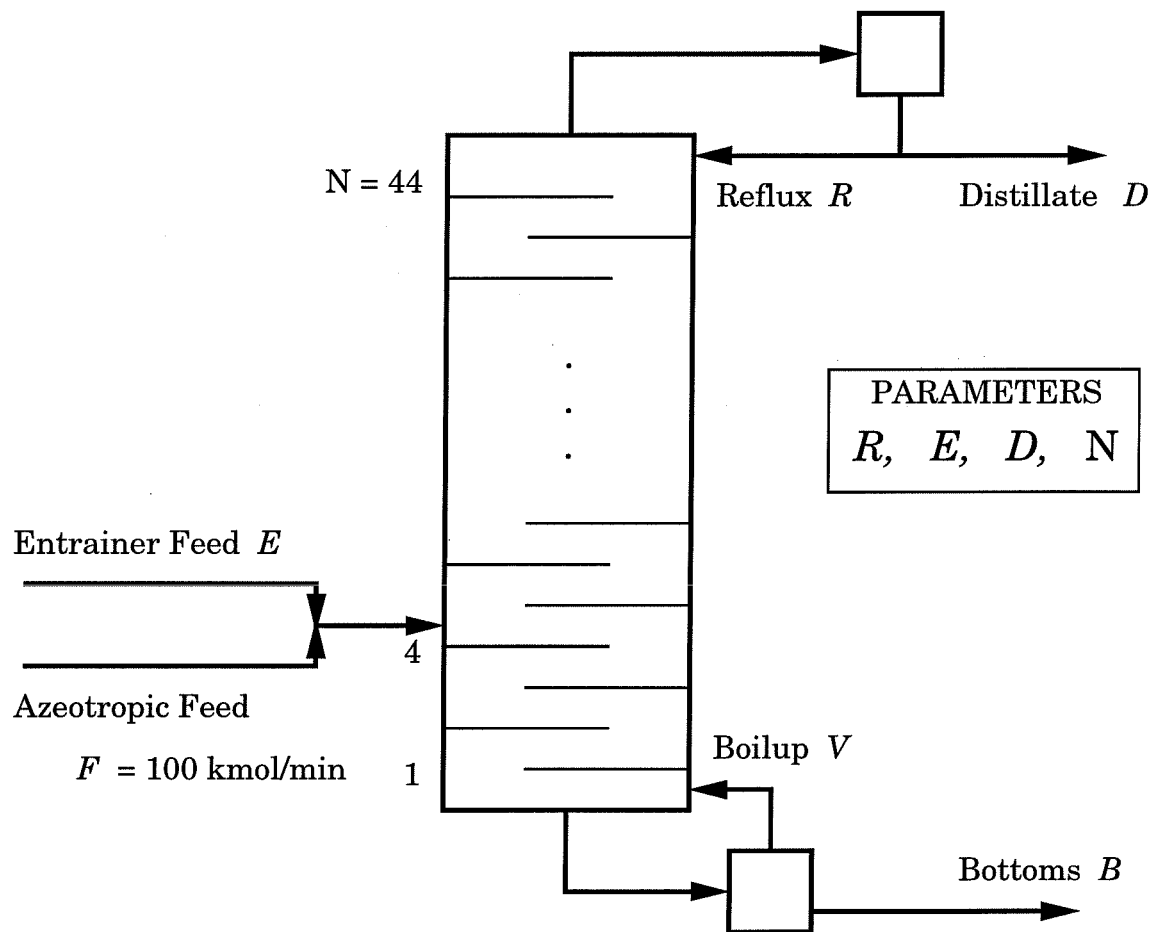 N = 44
Reflux R
Distillate D
PARAMETERS
R, E, D, N
Entrainer Feed E
4
Azeotropic Feed
F = 100 kmol/min
1
Boilup V
Bottoms B